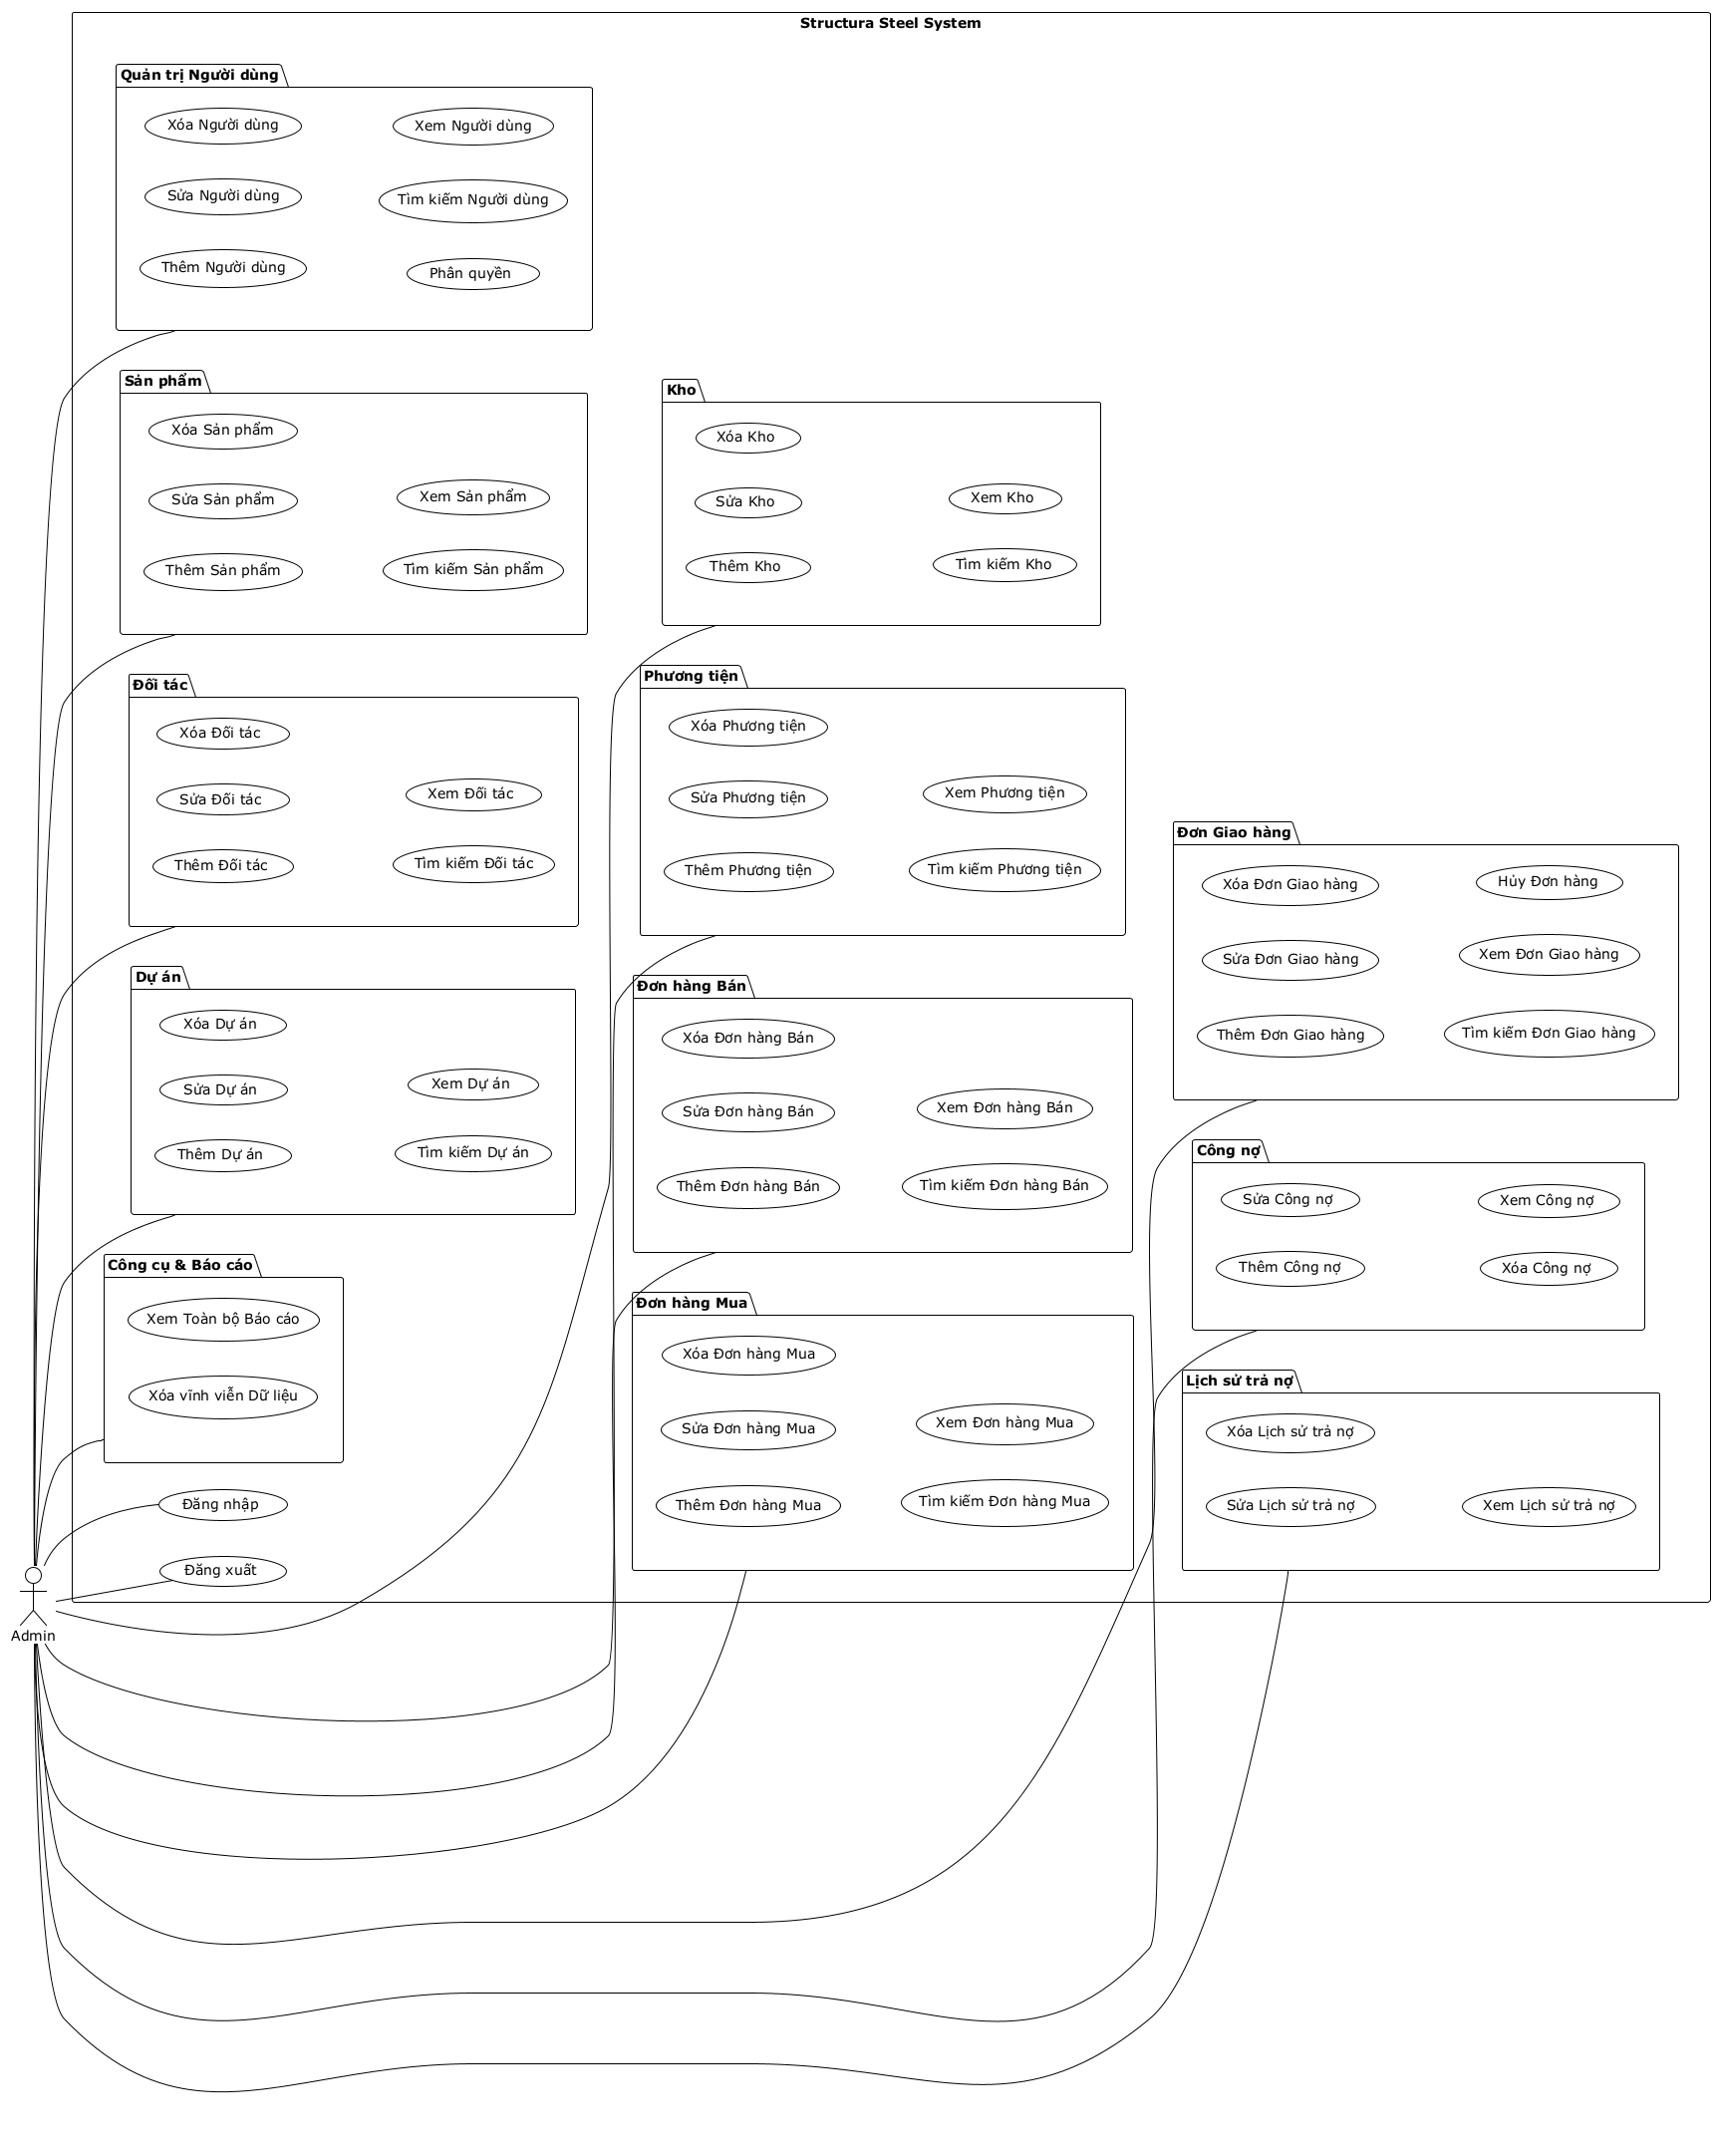 Structura Steel System
Quản trị Người dùng
Xóa Người dùng
Xem Người dùng
Sửa Người dùng
Tìm kiếm Người dùng
Thêm Người dùng
Phân quyền
Sản phẩm
Xóa Sản phẩm
Sửa Sản phẩm
Xem Sản phẩm
Thêm Sản phẩm
Tìm kiếm Sản phẩm
Đối tác
Xóa Đối tác
Sửa Đối tác
Xem Đối tác
Thêm Đối tác
Tìm kiếm Đối tác
Dự án
Xóa Dự án
Sửa Dự án
Xem Dự án
Thêm Dự án
Tìm kiếm Dự án
Công cụ & Báo cáo
Xem Toàn bộ Báo cáo
Xóa vĩnh viễn Dữ liệu
Đăng nhập
Đăng xuất
Admin
Kho
Xóa Kho
Sửa Kho
Xem Kho
Thêm Kho
Tìm kiếm Kho
Phương tiện
Xóa Phương tiện
Sửa Phương tiện
Xem Phương tiện
Thêm Phương tiện
Tìm kiếm Phương tiện
Đơn hàng Bán
Xóa Đơn hàng Bán
Sửa Đơn hàng Bán
Xem Đơn hàng Bán
Thêm Đơn hàng Bán
Tìm kiếm Đơn hàng Bán
Đơn hàng Mua
Xóa Đơn hàng Mua
Sửa Đơn hàng Mua
Xem Đơn hàng Mua
Thêm Đơn hàng Mua
Tìm kiếm Đơn hàng Mua
Đơn Giao hàng
Xóa Đơn Giao hàng
Hủy Đơn hàng
Sửa Đơn Giao hàng
Xem Đơn Giao hàng
Thêm Đơn Giao hàng
Tìm kiếm Đơn Giao hàng
Công nợ
Sửa Công nợ
Xem Công nợ
Thêm Công nợ
Xóa Công nợ
Lịch sử trả nợ
Xóa Lịch sử trả nợ
Sửa Lịch sử trả nợ
Xem Lịch sử trả nợ